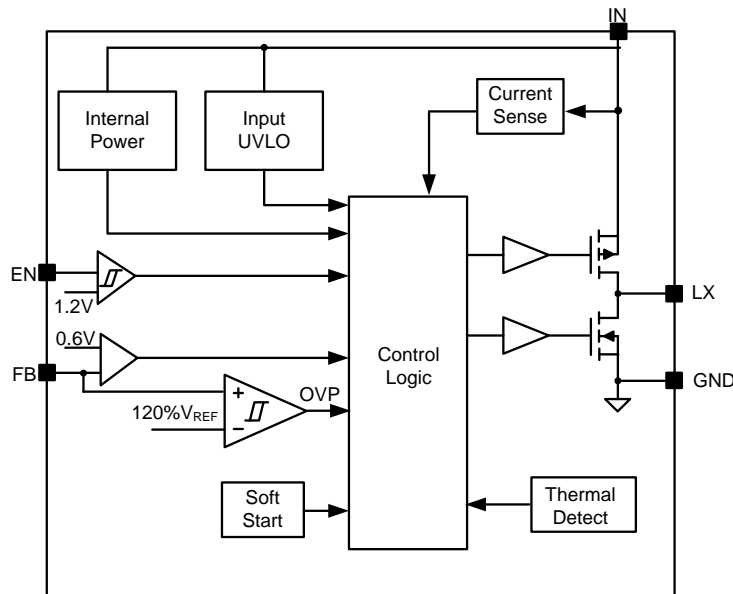 IN
Internal
Power
Input
UVLO
Current
Sense
EN
1.2V
0.6V
FB
120%VREF
+
−
OVP
Control
Logic
LX
GND
Soft
Start
Thermal
Detect